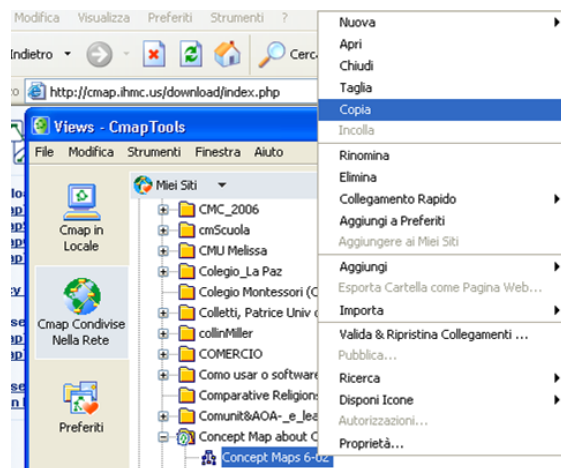 Modifica Visualizza Preferiti Strumenti ?
Indietro
http://cmap.ihmc.us/download/index.php
Views - CmapTools
File Modifica Strumenti Finestra Aiuto
Cmap in
Locale
Cmap Condivise
Nella Rete
Preferiti
Miei Siti
CMC_2006
cmScuola
CMU Melissa
Colegio_La Paz
Colegio Montessori (C
Colletti, Patrice Univ
collinMiller
COMERCIO
Como usar o software
Comparative Religion
Comunit&AOA-_e_lea
Concept Map about C
Concept Maps 6-02
Nuova
Apri
Chiudi
Taglia
Copia
Incolla
Rinomina
Elimina
Collegamento Rapido
Aggiungi a Preferiti
Aggiungere ai Miei Siti
Aggiungi
Esporta Cartella come Pagina Web...
Importa
Valida & Ripristina Collegamenti ...
Pubblica...
Ricerca
Disponi Icone
Autorizzazioni...
Proprietà...